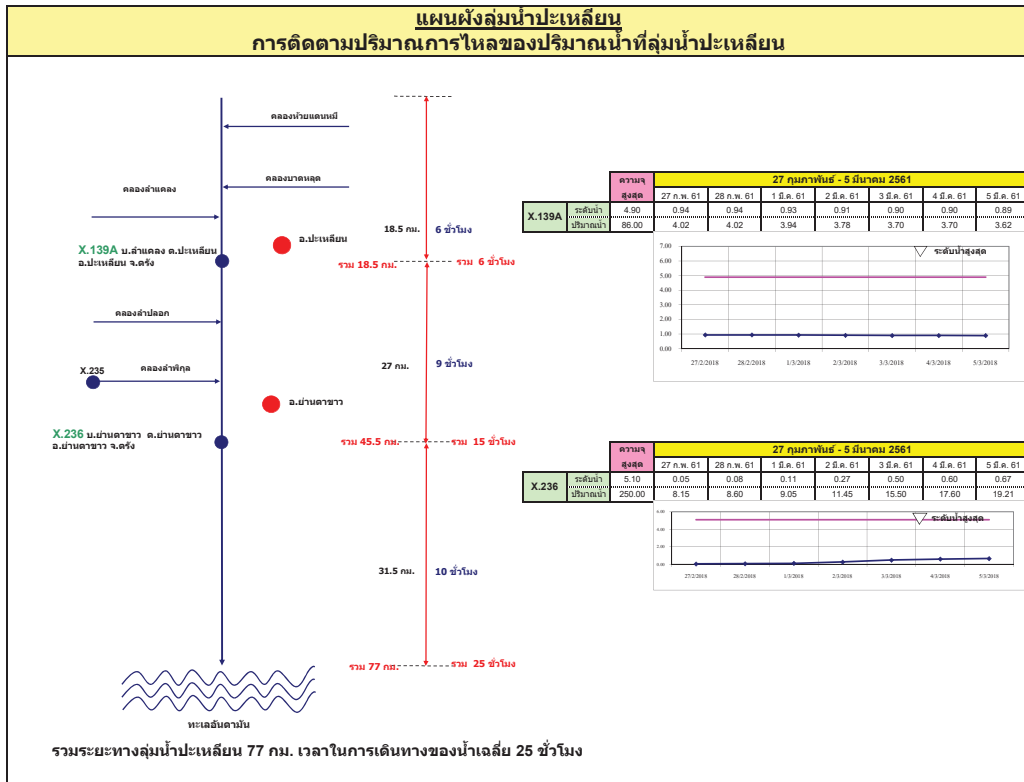 แผนผังลุ่มน้ำปะเหลียน
การติดตามปริมาณการไหลของปริมาณน้ำที่ลุ่มน้ำปะเหลียน
คลองห้วยแดนหมี
คลองบาดหลุด
คลองลำแคลง
18.5 กม.
6 ชั่วโมง
อ.ปะเหลียน
X.139A บ.ลำแคลง ต.ปะเหลียน
อ.ปะเหลียน จ.ตรัง
รวม 18.5 กม.
รวม 6 ชั่วโมง
คลองลำปลอก
X.235
คลองลำพิกุล
27 กม.
9 ชั่วโมง
อ.ย่านตาขาว
X.236 บ.ย่านตาขาว ต.ย่านตาขาว
อ.ย่านตาขาว จ.ตรัง
รวม 45.5 กม.
รวม 15 ชั่วโมง
31.5 กม.
10 ชั่วโมง
รวม 77 กม.
รวม 25 ชั่วโมง
ทะเลอันดามัน
รวมระยะทางลุ่มน้ำปะเหลียน 77 กม. เวลาในการเดินทางของน้ำเฉลี่ย 25 ชั่วโมง
ความจุ 27 กุมภาพันธ์ - 5 มีนาคม 2561
สูงสุด 27 ก.พ. 61 28 ก.พ. 61 1 มี.ค. 61 2 มี.ค. 61 3 มี.ค. 61 4 มี.ค. 61 5 มี.ค. 61
X.139A
ระดับน้ำ 4.90 0.94 0.94 0.93 0.91 0.90 0.90 0.89
ปริมาณน้ำ 86.00 4.02 4.02 3.94 3.78 3.70 3.70 3.62
ระดับน้ำสูงสุด
7.00
6.00
5.00
4.00
3.00
2.00
1.00
0.00
27/2/2018 28/2/2018 1/3/2018 2/3/2018 3/3/2018 4/3/2018 5/3/2018
ความจุ 27 กุมภาพันธ์ - 5 มีนาคม 2561
สูงสุด 27 ก.พ. 61 28 ก.พ. 61 1 มี.ค. 61 2 มี.ค. 61 3 มี.ค. 61 4 มี.ค. 61 5 มี.ค. 61
X.236
ระดับน้ำ 5.10 0.05 0.08 0.11 0.27 0.50 0.60 0.67
ปริมาณน้ำ 250.00 8.15 8.60 9.05 11.45 15.50 17.60 19.21
ระดับน้ำสูงสุด
6.00
4.00
2.00
0.00
27/2/2018 28/2/2018 1/3/2018 2/3/2018 3/3/2018 4/3/2018 5/3/2018